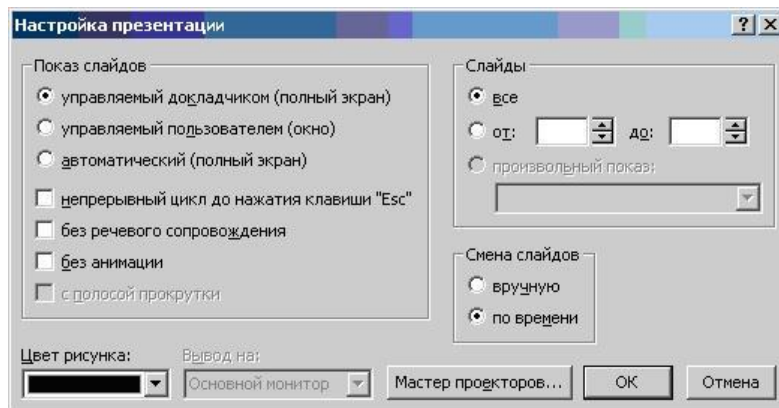 Настройка презентации
Показ слайдов
управляемый докладчиком (полный экран)
управляемый пользователем (окно)
автоматический (полный экран)
непрерывный цикл до нажатия клавиши "Esc"
без речевого сопровождения
без анимации
с полосой прокрутки
Слайды
все
от: до:
произвольный показ:
Смена слайдов
вручную
по времени
Цвет рисунка:
Вывод на:
Основной монитор
Мастер проекторов...
ОК
Отмена